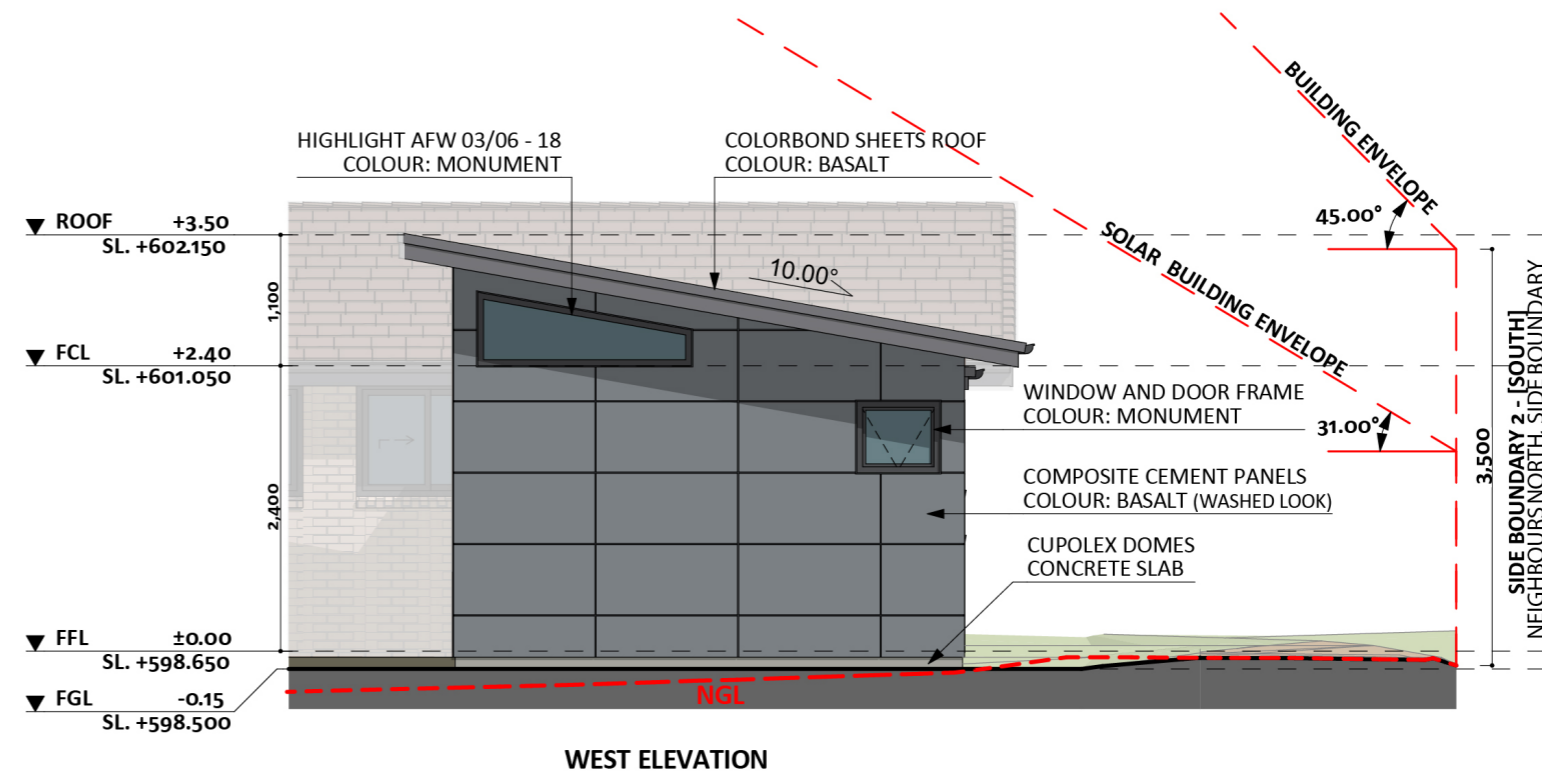 BUILDING ENVELOPE
HIGHLIGHT AFW 03/06 - 18
COLOUR: MONUMENT
COLORBOND SHEETS ROOF
COLOUR: BASALT
45.00°
ROOF +3.50
SL. +602.150
SOLAR BUILDING ENVELOPE
10.00°
1,100
FCL +2.40
SL. +601.050
WINDOW AND DOOR FRAME
COLOUR: MONUMENT
31.00°
3,500
SIDE BOUNDARY 2 - [SOUTH]
NEIGHBOURS NORTH. SIDE BOUNDARY
COMPOSITE CEMENT PANELS
COLOUR: BASALT (WASHED LOOK)
2,400
CUPOLEX DOMES
CONCRETE SLAB
FFL ±0.00
SL. +598.650
FGL -0.15
SL. +598.500
NGL
WEST ELEVATION